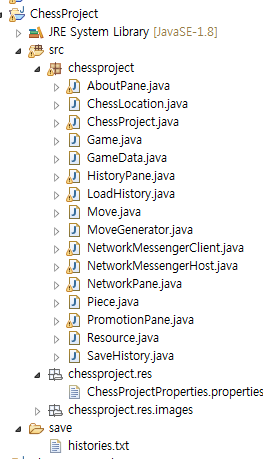 ChessProject
JRE System Library [JavaSE-1.8]
src
chessproject
AboutPane.java
ChessLocation.java
ChessProject.java
Game.java
GameData.java
HistoryPane.java
LoadHistory.java
Move.java
MoveGenerator.java
NetworkMessengerClient.java
NetworkMessengerHost.java
NetworkPane.java
Piece.java
PromotionPane.java
Resource.java
SaveHistory.java
chessproject.res
ChessProjectProperties.properties
chessproject.res.images
save
histories.txt